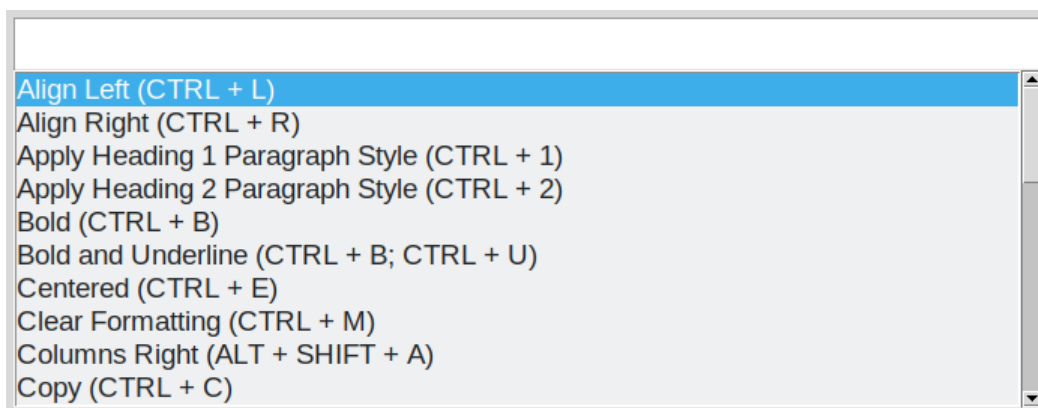 Align Left (CTRL + L)
Align Right (CTRL + R)
Apply Heading 1 Paragraph Style (CTRL + 1)
Apply Heading 2 Paragraph Style (CTRL + 2)
Bold (CTRL + B)
Bold and Underline (CTRL + B; CTRL + U)
Centered (CTRL + E)
Clear Formatting (CTRL + M)
Columns Right (ALT + SHIFT + A)
Copy (CTRL + C)